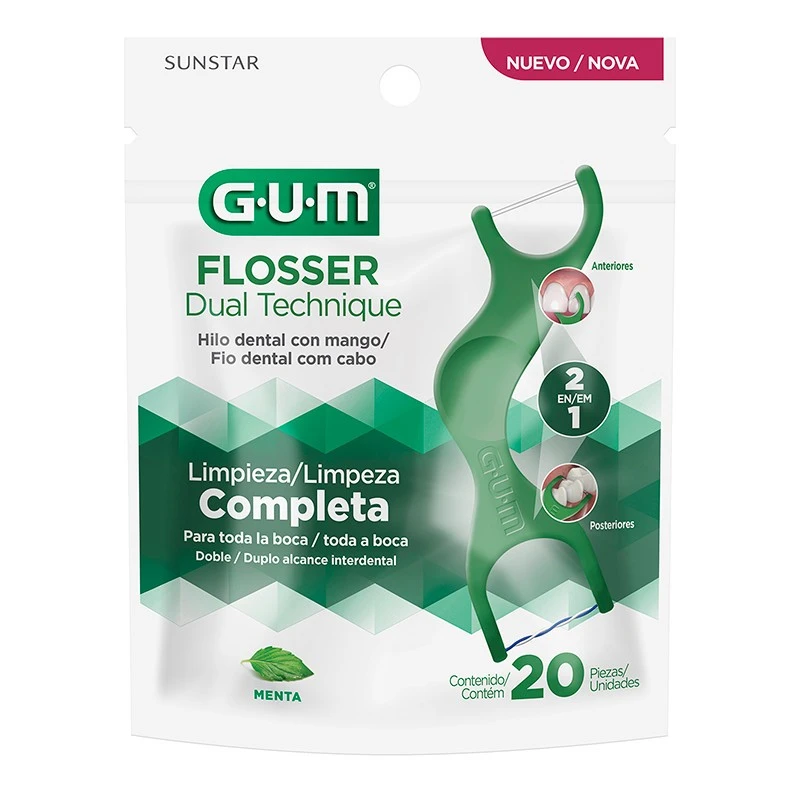 SUNSTAR
NUEVO / NOVA
G·U·M®
FLOSSER
Dual Technique
Hilo dental con mango/
Fio dental com cabo
Anteriores
2
EN/EM
1
G·U·M
Limpieza/Limpeza
Completa
Para toda la boca / toda a boca
Doble / Duplo alcance interdental
Posteriores
MENTA
Contenido/
Contém
20
Piezas/
Unidades